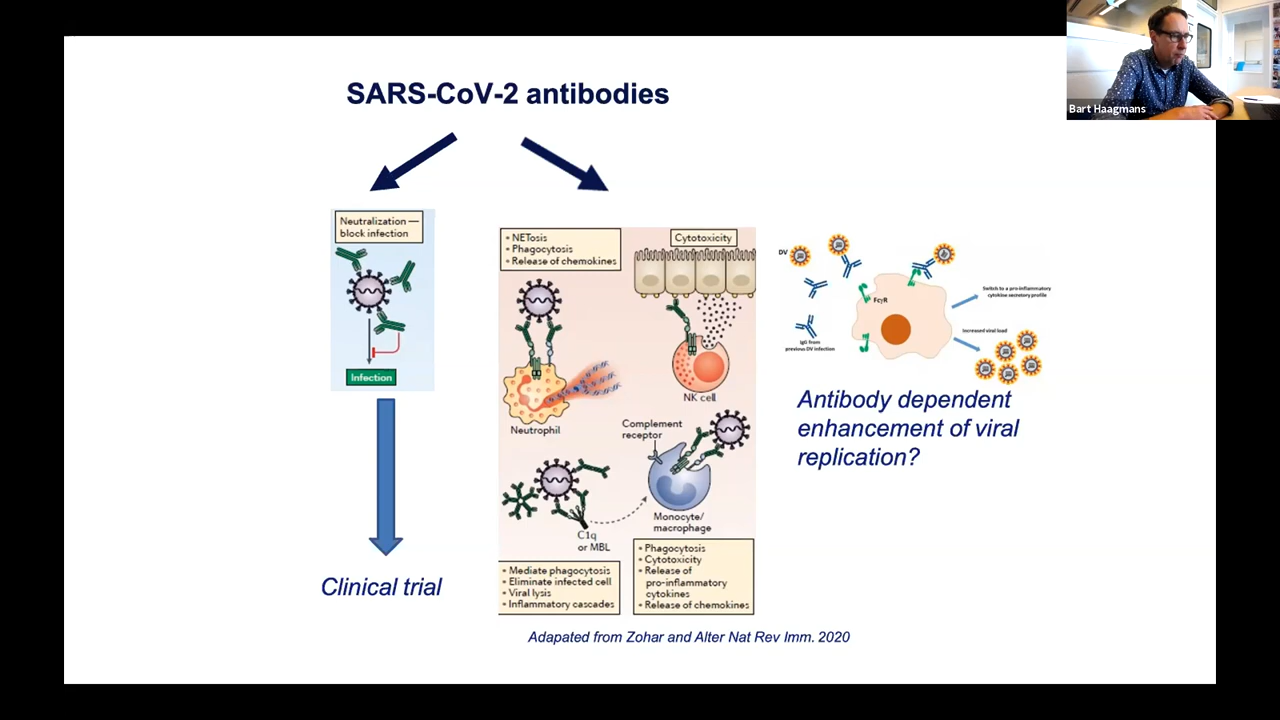 Bart Haagmans
SARS-CoV-2 antibodies
Neutralization —
block infection
Infection
Clinical trial
• NETosis
• Phagocytosis
• Release of chemokines
Cytotoxicity
NK cell
Neutrophil
Complement
receptor
C1q
or MBL
Monocyte/
macrophage
• Mediate phagocytosis
• Eliminate infected cell
• Viral lysis
• Inflammatory cascades
• Phagocytosis
• Cytotoxicity
• Release of
pro-inflammatory
cytokines
• Release of chemokines
DV
FcγR
IgG from
previous DV infection
Switch to a pro-inflammatory
cytokine secretory profile
Increased viral load
Antibody dependent
enhancement of viral
replication?
Adapated from Zohar and Alter Nat Rev Imm. 2020